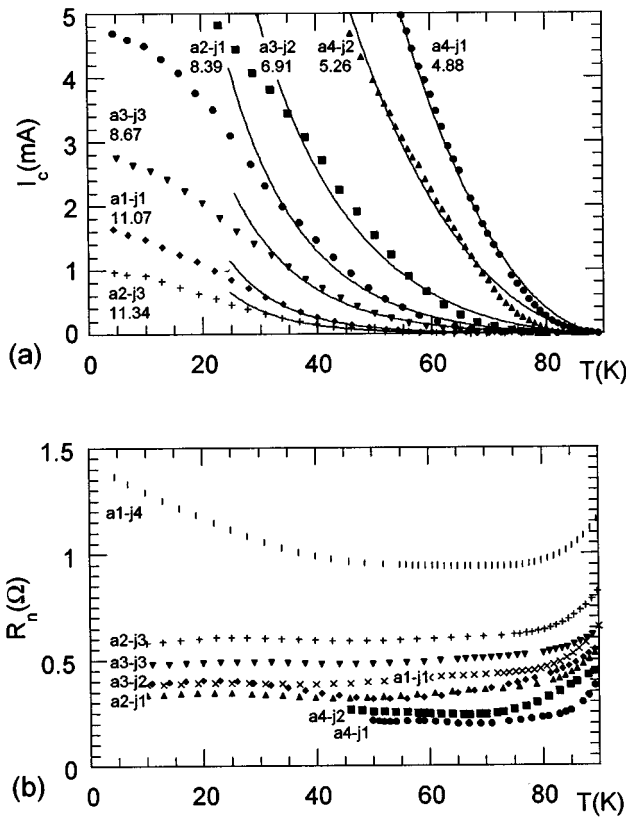 5
4
3
2
1
0
I_c(mA)
a2-j1
8.39
a3-j2
6.91
a4-j2
5.26
a4-j1
4.88
a3-j3
8.67
a1-j1
11.07
a2-j3
11.34
0 20 40 60 80 T(K)
(a)
1.5
1
0.5
0
R_n(Ω)
a1-j4
a2-j3
a3-j3
a3-j2
a2-j1
a1-j1
a4-j2
a4-j1
0 20 40 60 80 T(K)
(b)